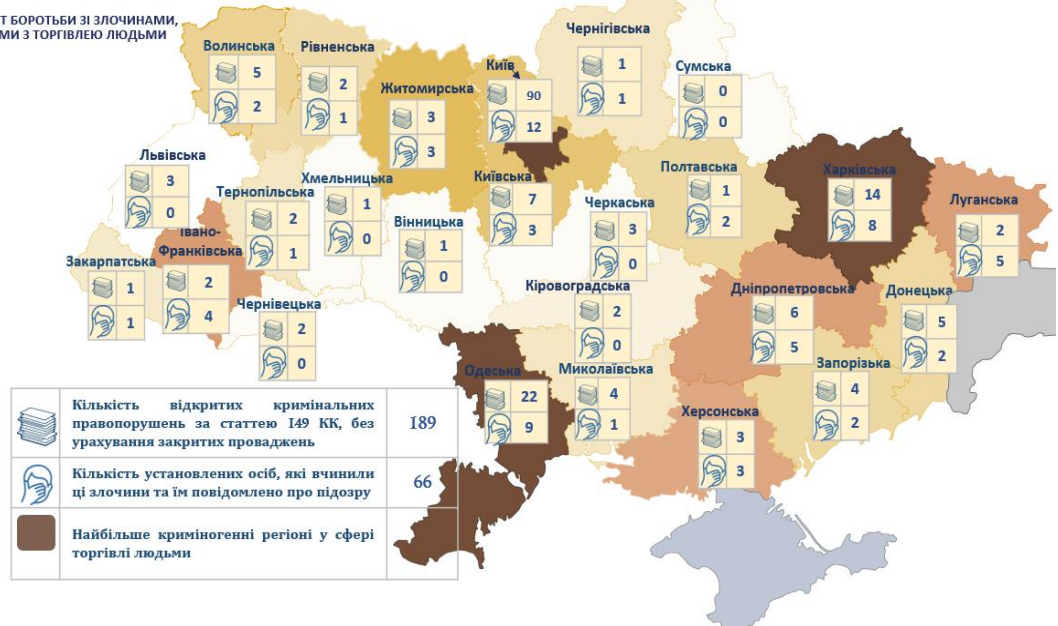 Т БОРОТЬБИ ЗІ ЗЛОЧИНАМИ,
МИ З ТОРГІВЛЕЮ ЛЮДЬМИ
Волинська
5
2
Рівненська
2
1
Житомирська
3
3
Київ
90
12
Чернігівська
1
1
Сумська
0
0
Львівська
3
0
Тернопільська
2
1
Хмельницька
1
0
Вінницька
1
0
Київська
7
3
Черкаська
3
0
Полтавська
1
2
Харківська
14
8
Луганська
2
5
Закарпатська
1
1
Івано-
Франківська
2
4
Чернівецька
2
0
Кіровоградська
2
0
Дніпропетровська
6
5
Донецька
5
2
Одеська
22
9
Миколаївська
4
1
Запорізька
4
2
Херсонська
3
3
Кількість відкритих кримінальних
правопорушень за статтею 149 КК, без
урахування закритих проваджень
189
Кількість установлених осіб, які вчинили
ці злочини та їм повідомлено про підозру
66
Найбільше криміногенні регіоні у сфері
торгівлі людьми